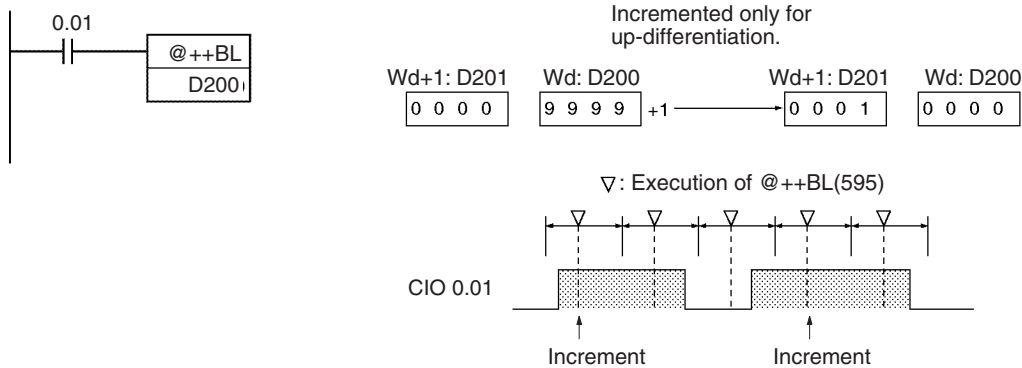 0.01
@++BL
D200
Incremented only for
up-differentiation.
Wd+1: D201 Wd: D200 Wd+1: D201 Wd: D200
0 0 0 0 9 9 9 9 +1 0 0 0 1 0 0 0 0
▽: Execution of @++BL(595)
CIO 0.01
Increment Increment